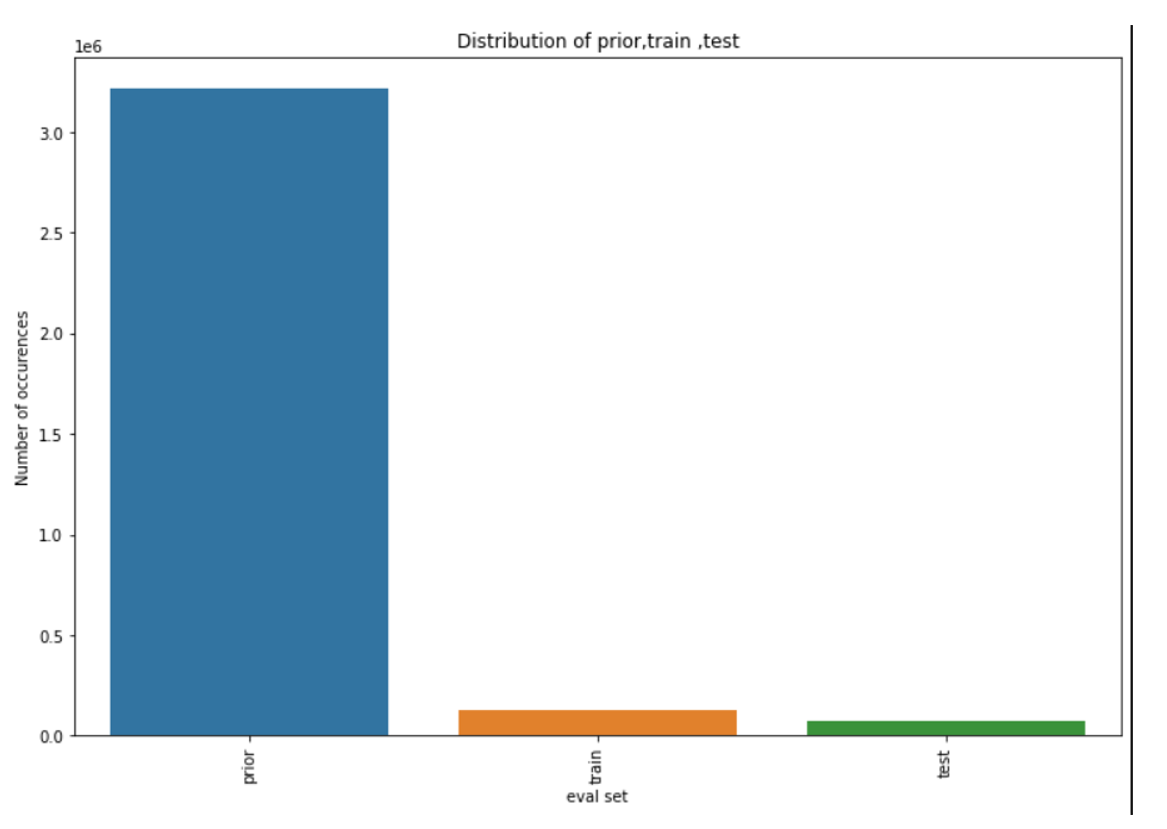 Distribution of prior,train ,test
1e6
3.0
2.5
2.0
1.5
1.0
0.5
0.0
Number of occurences
prior
train
test
eval set